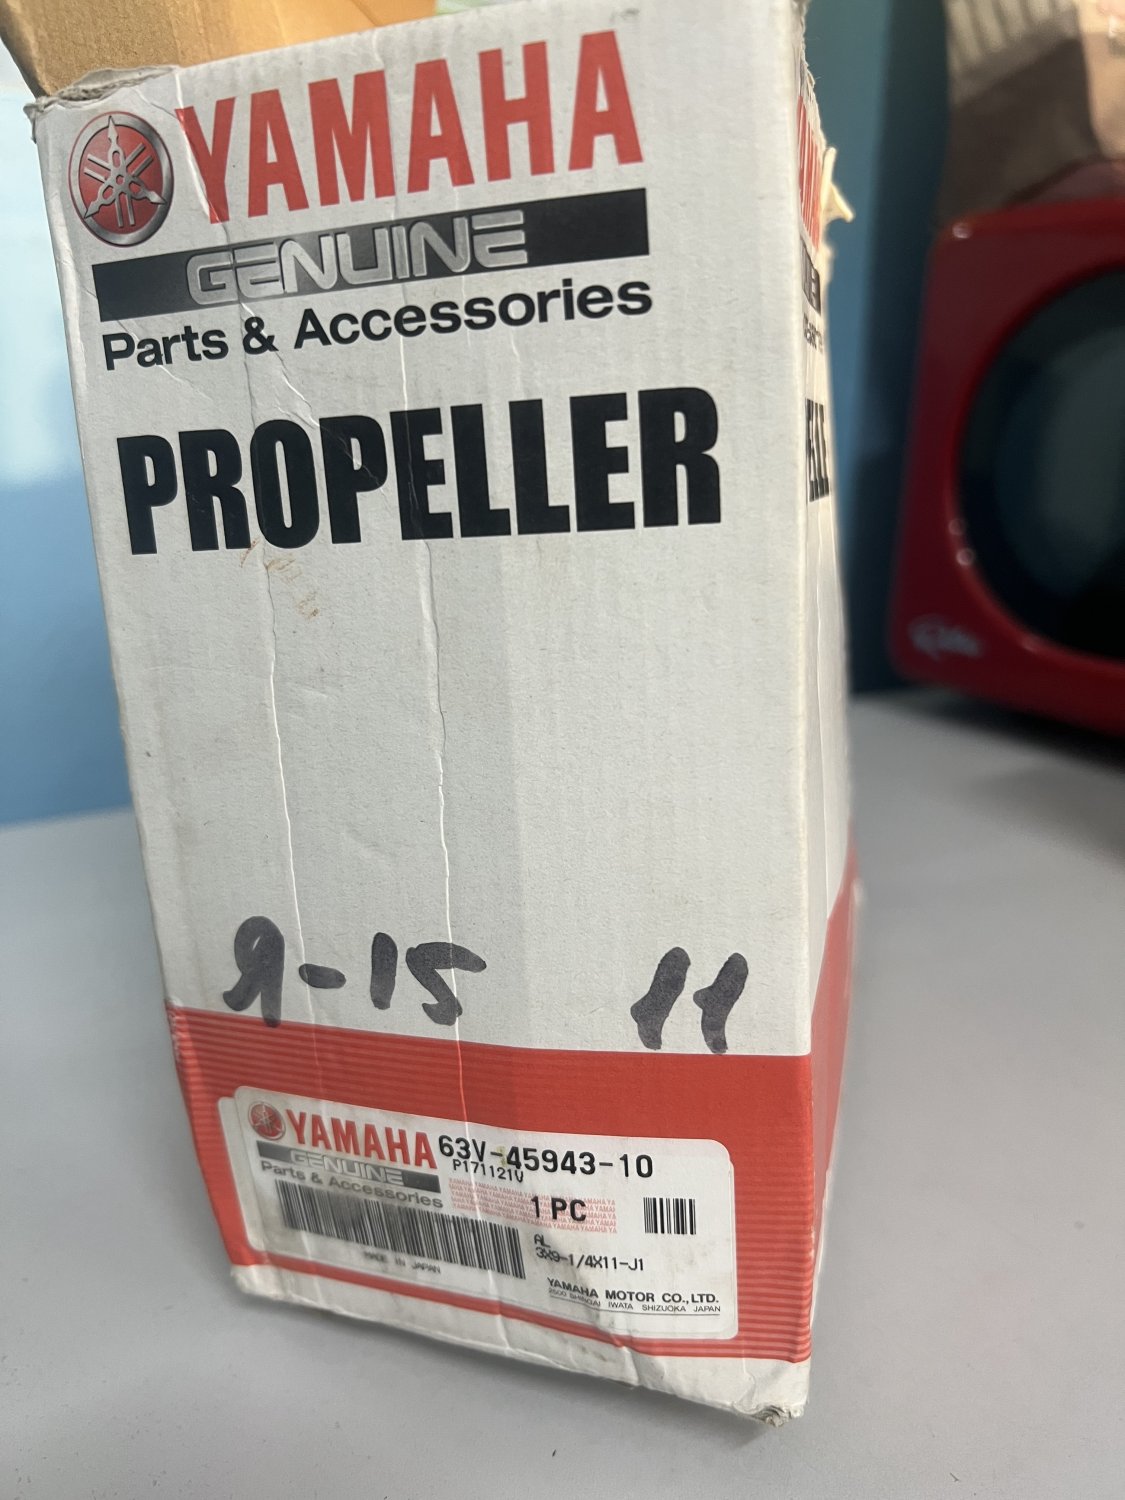 YAMAHA
GENUINE
Parts & Accessories
PROPELLER
9-15 11
YAMAHA 63V-45943-10
GENUINE P171121V
Parts & Accessories
1 PC
AL
3X9-1/4X11-J1
MADE IN JAPAN
YAMAHA MOTOR CO., LTD.
2500 SHINGAI IWATA SHIZUOKA JAPAN